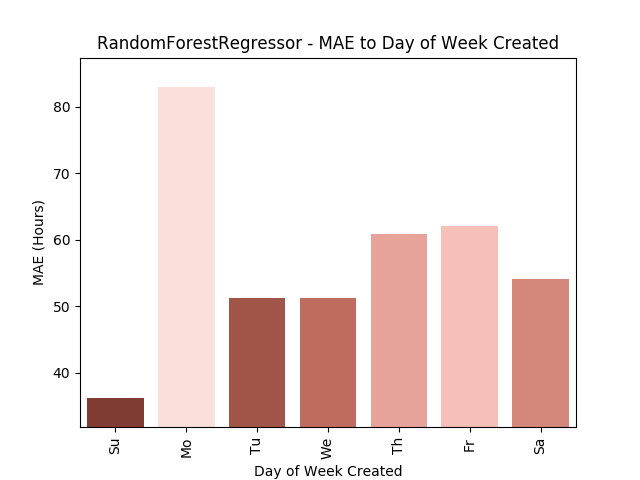 RandomForestRegressor - MAE to Day of Week Created
MAE (Hours)
80
70
60
50
40
Su
Mo
Tu
We
Th
Fr
Sa
Day of Week Created